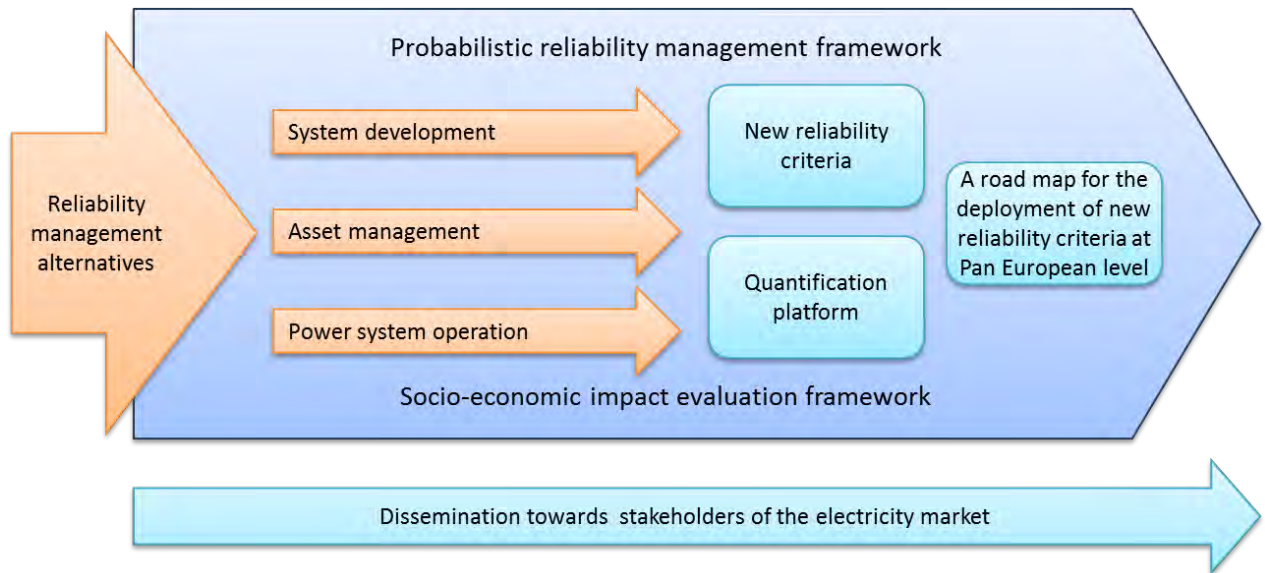 Probabilistic reliability management framework
Reliability
management
alternatives
System development
Asset management
Power system operation
New reliability
criteria
Quantification
platform
A road map for the
deployment of new
reliability criteria at
Pan European level
Socio-economic impact evaluation framework
Dissemination towards stakeholders of the electricity market